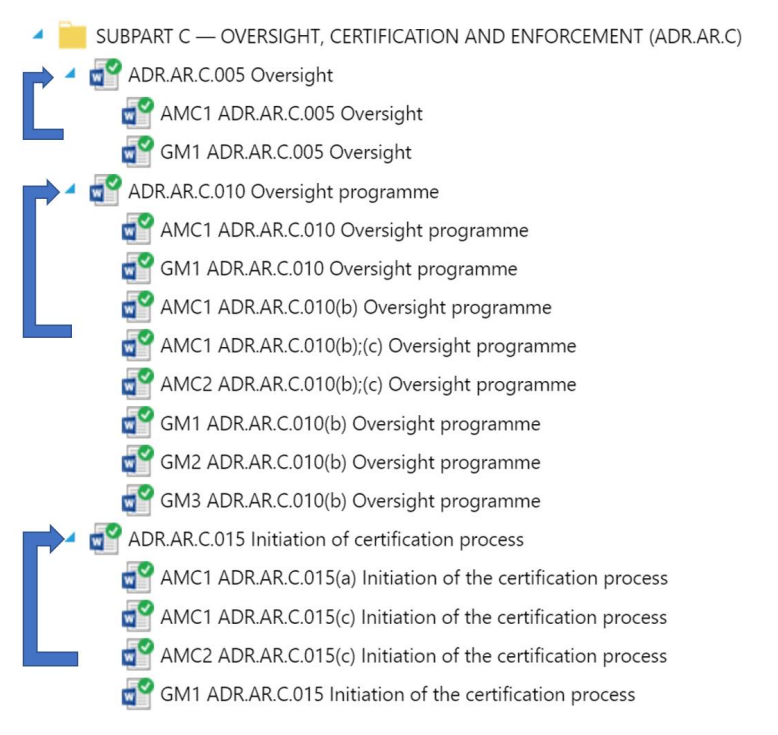 SUBPART C — OVERSIGHT, CERTIFICATION AND ENFORCEMENT (ADR.AR.C)
ADR.AR.C.005 Oversight
AMC1 ADR.AR.C.005 Oversight
GM1 ADR.AR.C.005 Oversight
ADR.AR.C.010 Oversight programme
AMC1 ADR.AR.C.010 Oversight programme
GM1 ADR.AR.C.010 Oversight programme
AMC1 ADR.AR.C.010(b) Oversight programme
AMC1 ADR.AR.C.010(b);(c) Oversight programme
AMC2 ADR.AR.C.010(b);(c) Oversight programme
GM1 ADR.AR.C.010(b) Oversight programme
GM2 ADR.AR.C.010(b) Oversight programme
GM3 ADR.AR.C.010(b) Oversight programme
ADR.AR.C.015 Initiation of certification process
AMC1 ADR.AR.C.015(a) Initiation of the certification process
AMC1 ADR.AR.C.015(c) Initiation of the certification process
AMC2 ADR.AR.C.015(c) Initiation of the certification process
GM1 ADR.AR.C.015 Initiation of the certification process